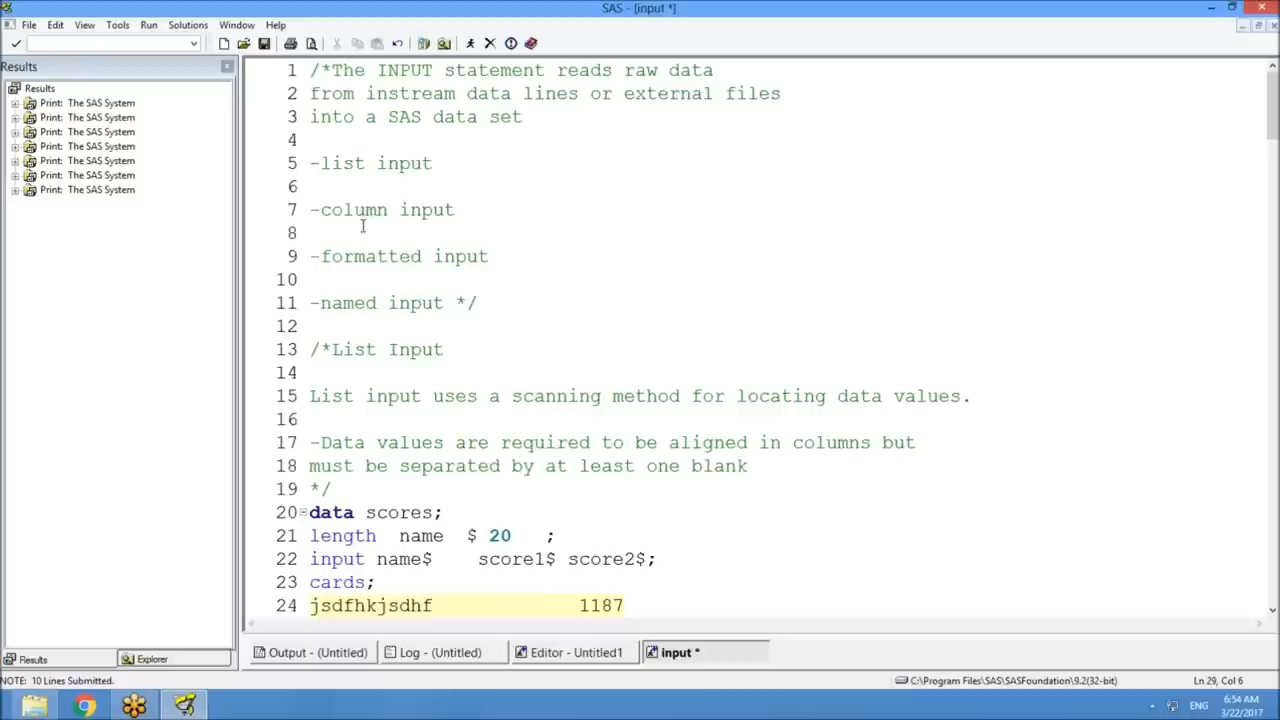 SAS - [input *]
File Edit View Tools Run Solutions Window Help
Results
Results
Print: The SAS System
Print: The SAS System
Print: The SAS System
Print: The SAS System
Print: The SAS System
Print: The SAS System
Print: The SAS System
1 /*The INPUT statement reads raw data
2 from instream data lines or external files
3 into a SAS data set
4
5 -list input
6
7 -column input
8
9 -formatted input
10
11 -named input */
12
13 /*List Input
14
15 List input uses a scanning method for locating data values.
16
17 -Data values are required to be aligned in columns but
18 must be separated by at least one blank
19 */
20 data scores;
21 length name $ 20 ;
22 input name$ score1$ score2$;
23 cards;
24 jsdfhkjsdhf 1187
Results Explorer
Output - (Untitled) Log - (Untitled) Editor - Untitled1 input *
NOTE: 10 Lines Submitted. C:\Program Files\SAS\SASFoundation\9.2(32-bit) Ln 29, Col 6
ENG 6:54 AM
3/22/2017